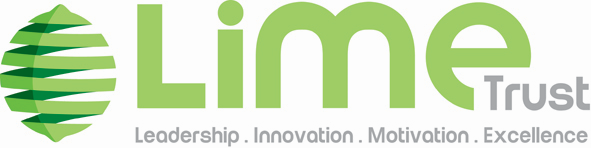 Lime
Trust
Leadership . Innovation . Motivation . Excellence